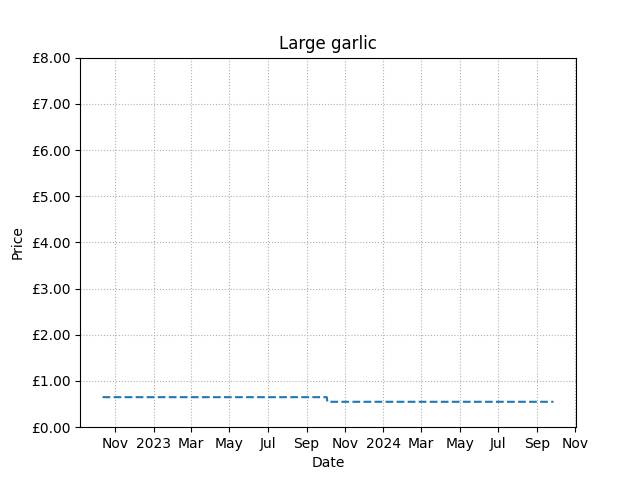 Large garlic
£8.00
£7.00
£6.00
£5.00
£4.00
£3.00
£2.00
£1.00
£0.00
Price
Nov 2023 Mar May Jul Sep Nov 2024 Mar May Jul Sep Nov
Date